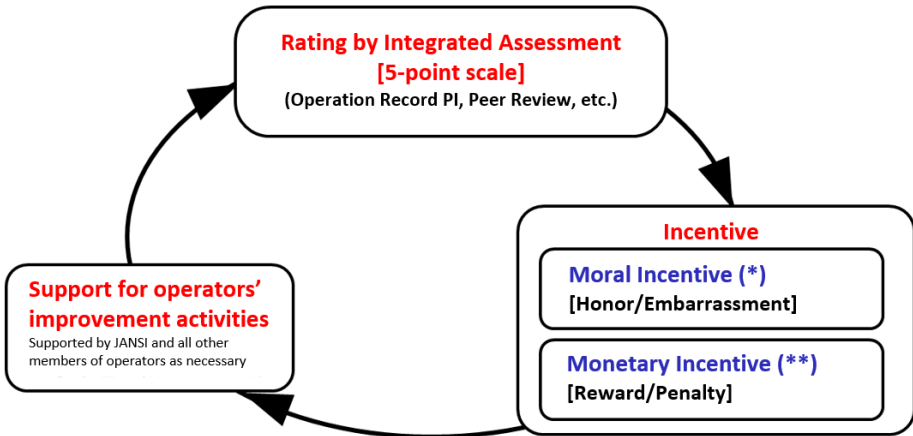 Rating by Integrated Assessment
[5-point scale]
(Operation Record PI, Peer Review, etc.)
Incentive
Moral Incentive (*)
[Honor/Embarrassment]
Monetary Incentive (**)
[Reward/Penalty]
Support for operators’
improvement activities
Supported by JANSI and all other
members of operators as necessary